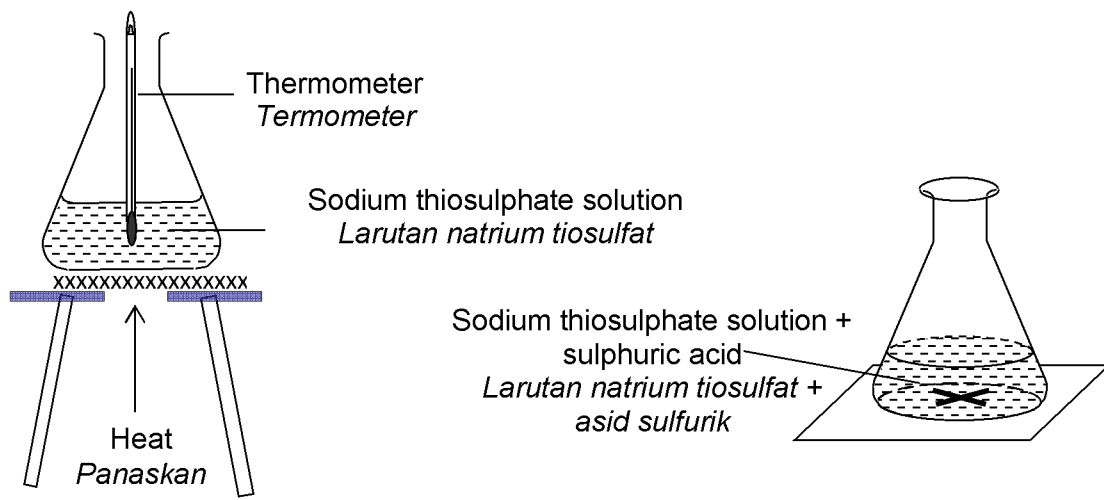 Thermometer
Termometer
Sodium thiosulphate solution
Larutan natrium tiosulfat
XXXXXXXXXXXXXXXXX
Heat
Panaskan
Sodium thiosulphate solution +
sulphuric acid
Larutan natrium tiosulfat +
asid sulfurik